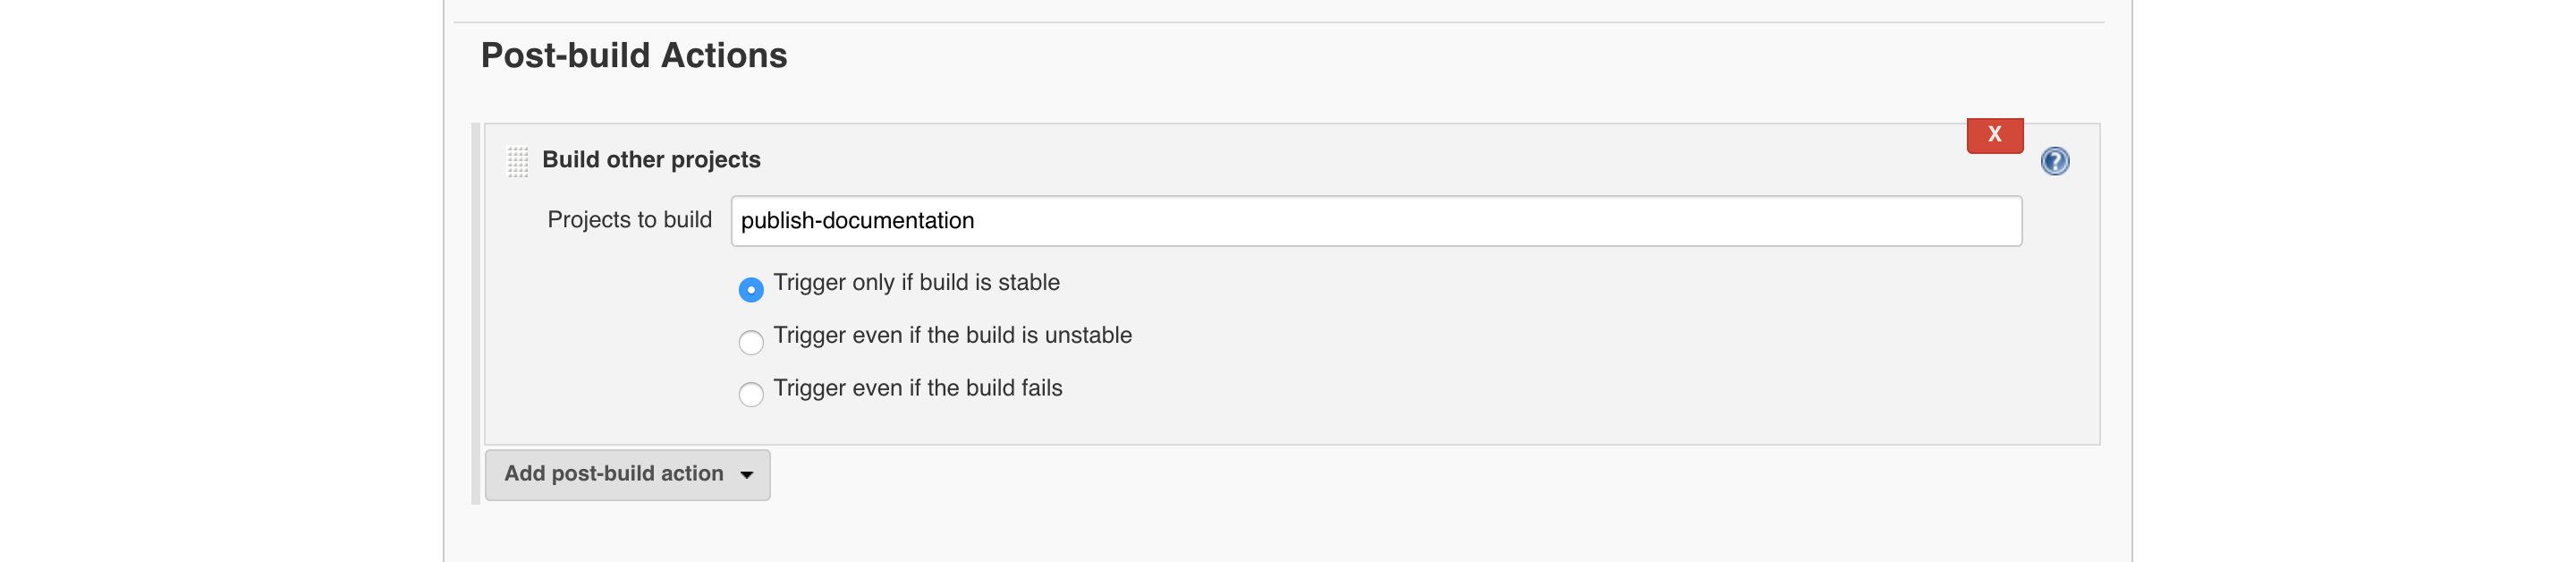 Post-build Actions
X
Build other projects
?
Projects to build publish-documentation
Trigger only if build is stable
Trigger even if the build is unstable
Trigger even if the build fails
Add post-build action